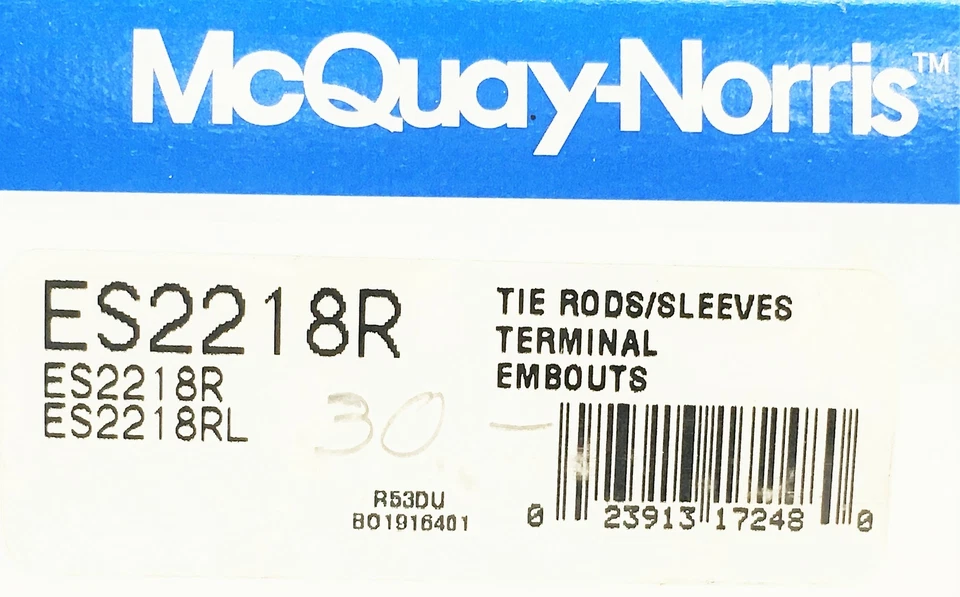 McQuay-Norris™
ES2218R
ES2218R
ES2218RL
TIE RODS/SLEEVES
TERMINAL
EMBOUTS
30 —
R53DU
B01916401
0 23913 17248 0